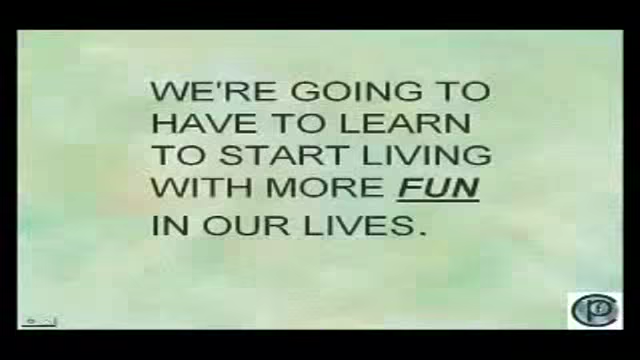 WE'RE GOING TO
HAVE TO LEARN
TO START LIVING
WITH MORE FUN
IN OUR LIVES.